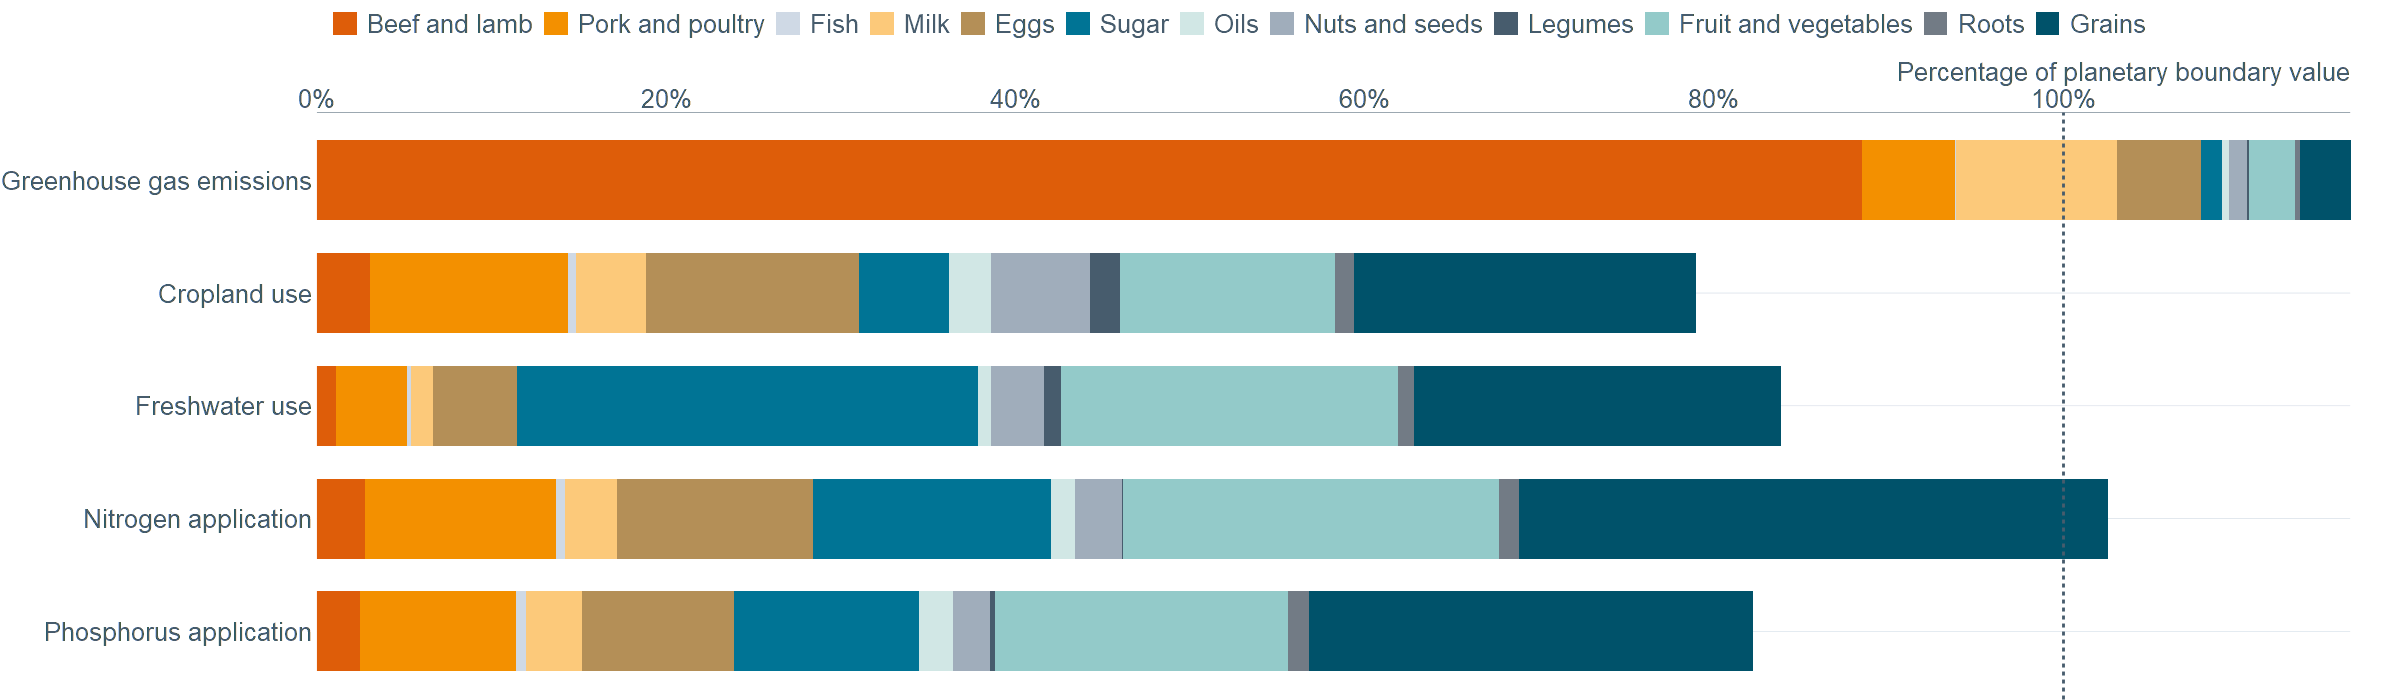 Beef and lamb Pork and poultry Fish Milk Eggs Sugar Oils Nuts and seeds Legumes Fruit and vegetables Roots Grains
Percentage of planetary boundary value
0% 20% 40% 60% 80% 100%
Greenhouse gas emissions
Cropland use
Freshwater use
Nitrogen application
Phosphorus application